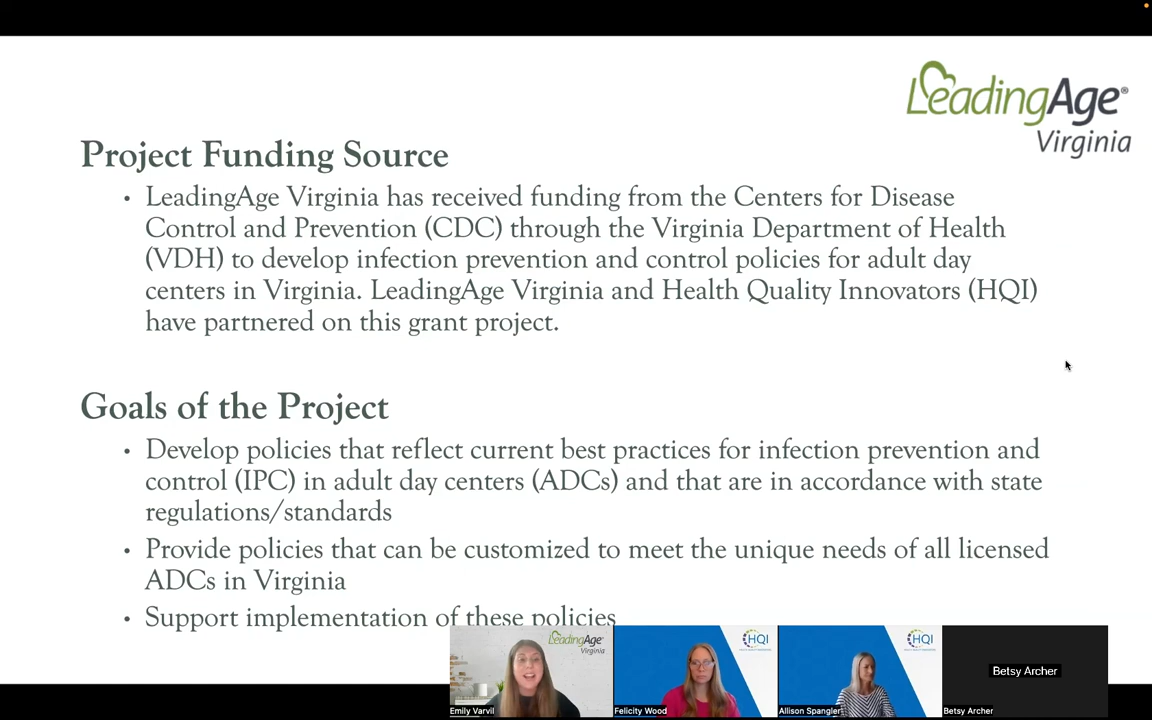 LeadingAge®
Virginia
Project Funding Source
• LeadingAge Virginia has received funding from the Centers for Disease
Control and Prevention (CDC) through the Virginia Department of Health
(VDH) to develop infection prevention and control policies for adult day
centers in Virginia. LeadingAge Virginia and Health Quality Innovators (HQI)
have partnered on this grant project.
Goals of the Project
• Develop policies that reflect current best practices for infection prevention and
control (IPC) in adult day centers (ADCs) and that are in accordance with state
regulations/standards
• Provide policies that can be customized to meet the unique needs of all licensed
ADCs in Virginia
• Support implementation of these policies
LeadingAge
Virginia
HQI
HQI
Betsy Archer
Emily Varvil
Felicity Wood
Allison Spangler
Betsy Archer